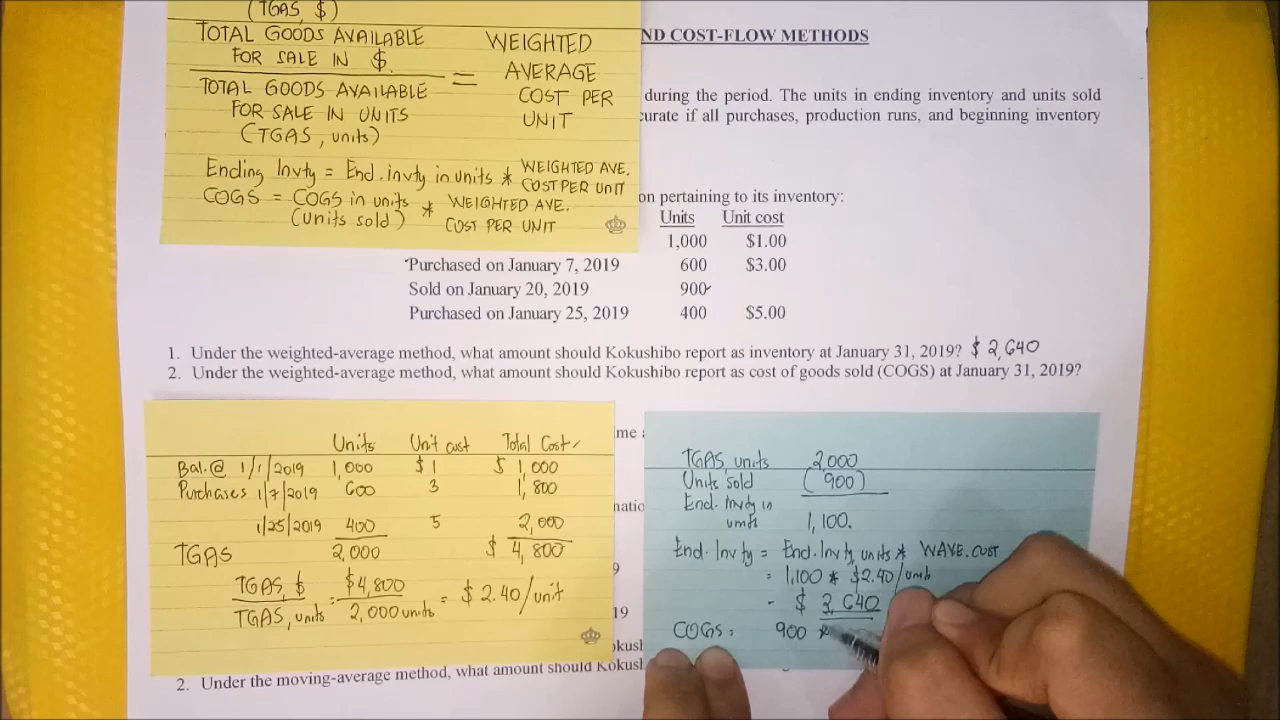 (TGAS, $)
TOTAL GOODS AVAILABLE
FOR SALE IN $
TOTAL GOODS AVAILABLE
FOR SALE IN UNITS
(TGAS, units)
= WEIGHTED
AVERAGE
COST PER
UNIT
Ending Invty = End. invty in units * WEIGHTED AVE.
COST PER UNIT
COGS = COGS in units * WEIGHTED AVE.
(units sold) COST PER UNIT
ND COST-FLOW METHODS
during the period. The units in ending inventory and units sold
curate if all purchases, production runs, and beginning inventory
on pertaining to its inventory:
Units Unit cost
1,000 $1.00
Purchased on January 7, 2019 600 $3.00
Sold on January 20, 2019 900
Purchased on January 25, 2019 400 $5.00
1. Under the weighted-average method, what amount should Kokushibo report as inventory at January 31, 2019? $ 2,640
2. Under the weighted-average method, what amount should Kokushibo report as cost of goods sold (COGS) at January 31, 2019?
Units Unit cost Total Cost
Bal.@ 1/1/2019 1,000 $1 $ 1,000
Purchases 1/7/2019 600 3 1,800
1/25/2019 400 5 2,000
TGAS 2,000 $ 4,800
TGAS, $ = $4,800 = $ 2.40/unit
TGAS, units 2,000 units
me
TGAS, units 2,000
Units sold (900)
End. Invty in
units 1,100.
End. Invty = End. Invty, units * WAVE. COST
= 1,100 * $2.40/unit
- $ 3,640
COGS = 900 *
natic
9
19
okusl
2. Under the moving-average method, what amount should Kokusl